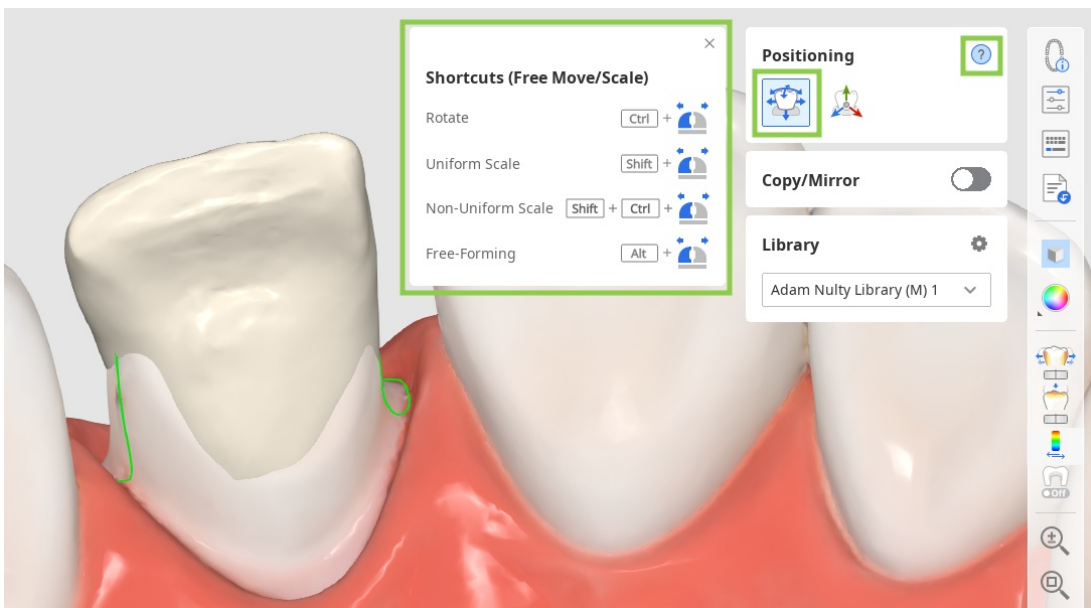 Shortcuts (Free Move/Scale)
Rotate Ctrl +
Uniform Scale Shift +
Non-Uniform Scale Shift + Ctrl +
Free-Forming Alt +
Positioning ?
Copy/Mirror
Library
Adam Nulty Library (M) 1
Off